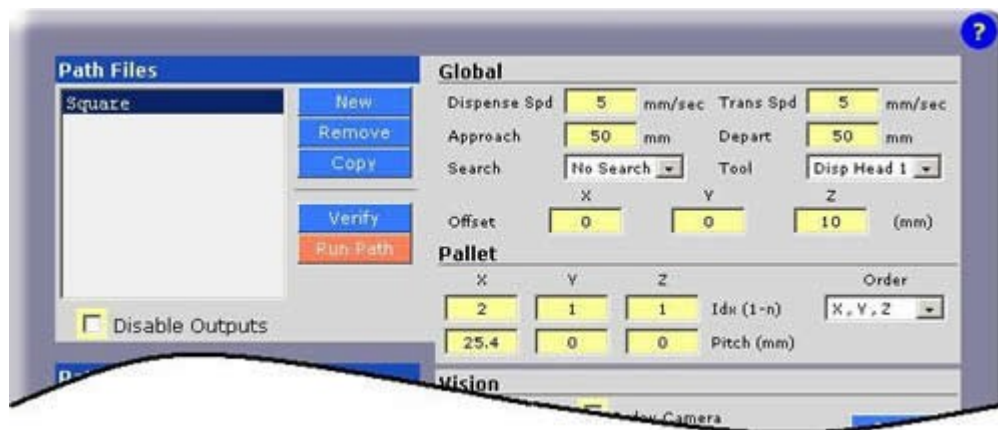 ?
Path Files
Square
New
Remove
Copy
Verify
Run Path
Disable Outputs
Global
Dispense Spd 5 mm/sec Trans Spd 5 mm/sec
Approach 50 mm Depart 50 mm
Search No Search Tool Disp Head 1
X Y Z
Offset 0 0 10 (mm)
Pallet
X Y Z Order
2 1 1 Idx (1-n) X,Y,Z
25.4 0 0 Pitch (mm)
Vision
Camera